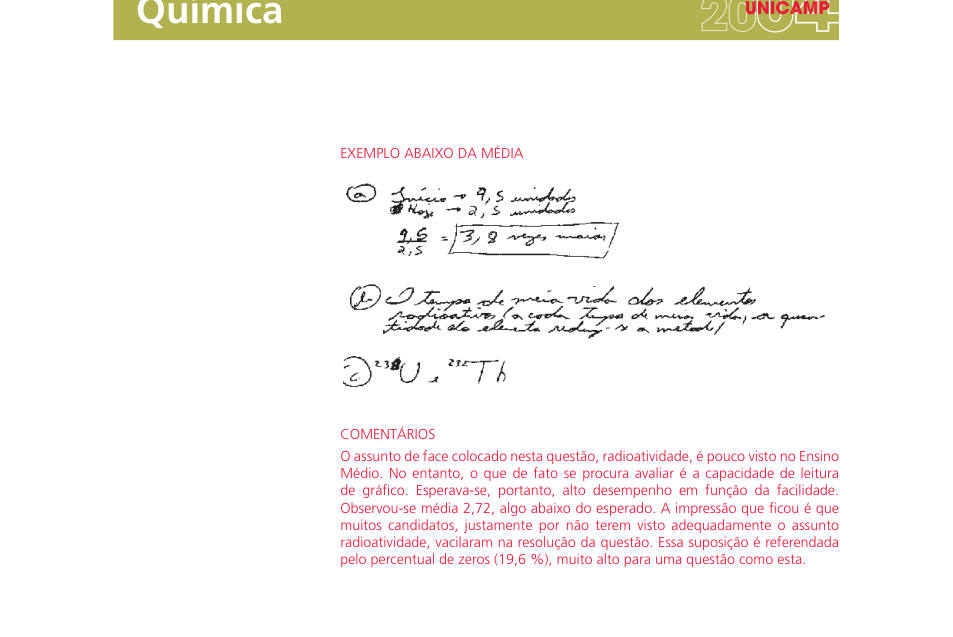 Química
2004
UNICAMP
EXEMPLO ABAIXO DA MÉDIA
a Início → 9,5 unidades
Hoje → 2,5 unidades
9,5
2,5
= 3,8 vezes maior
b O tempo de meia-vida dos elementos
radioativos (a cada tempo de meia vida, a quan-
tidade do elemento reduz-se a metade)
c ²³⁸U e ²³²Th
COMENTÁRIOS
O assunto de face colocado nesta questão, radioatividade, é pouco visto no Ensino
Médio. No entanto, o que de fato se procura avaliar é a capacidade de leitura
de gráfico. Esperava-se, portanto, alto desempenho em função da facilidade.
Observou-se média 2,72, algo abaixo do esperado. A impressão que ficou é que
muitos candidatos, justamente por não terem visto adequadamente o assunto
radioatividade, vacilaram na resolução da questão. Essa suposição é referendada
pelo percentual de zeros (19,6 %), muito alto para uma questão como esta.